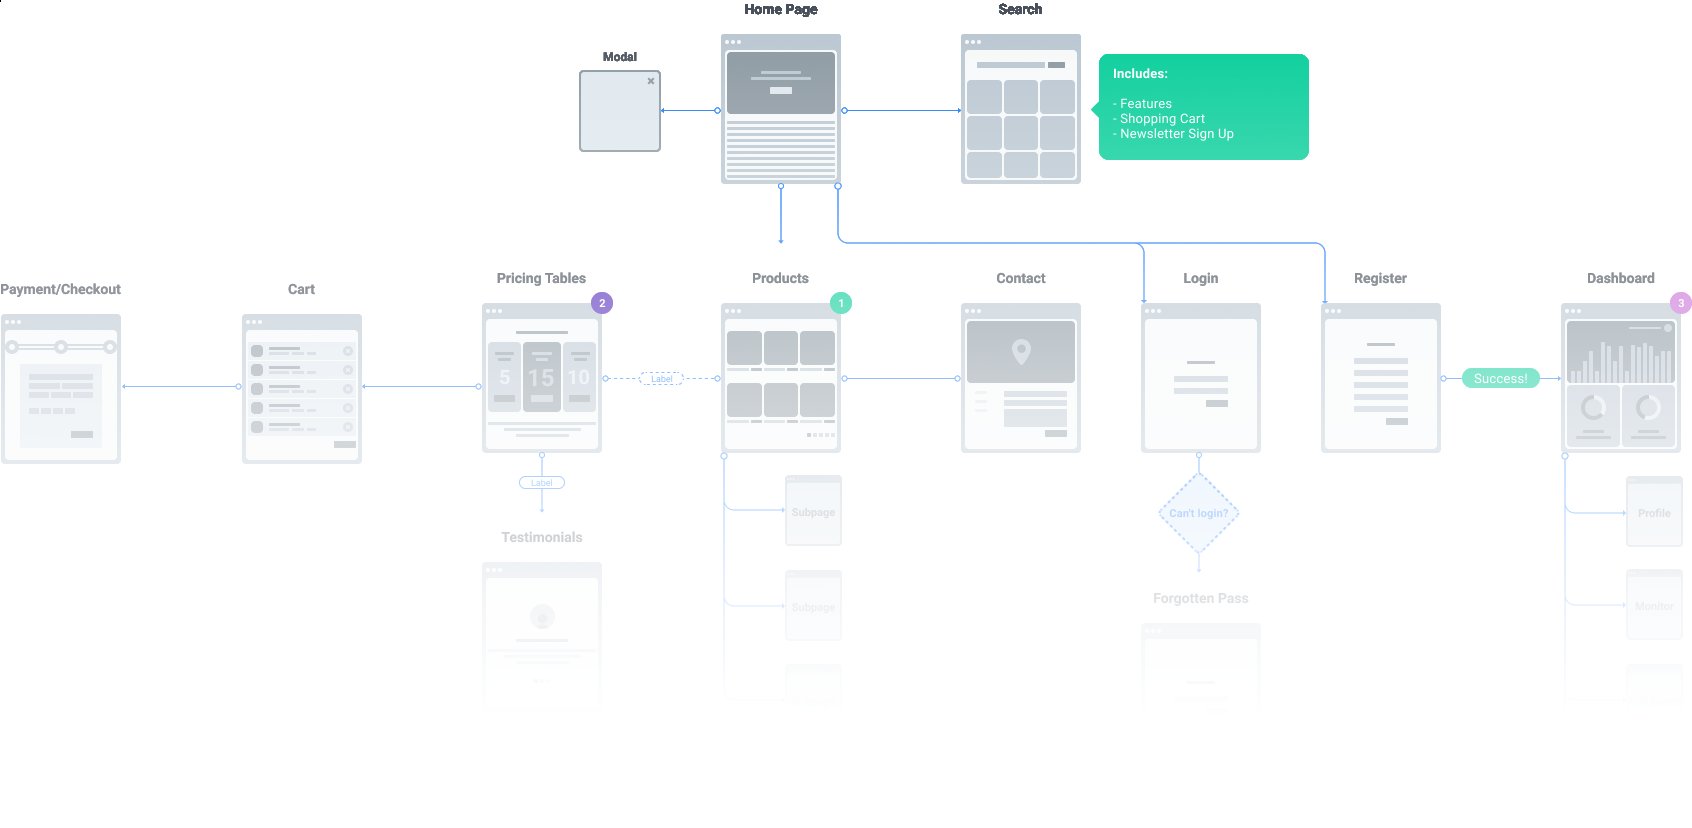 Home Page
Search
Modal
Includes:
- Features
- Shopping Cart
- Newsletter Sign Up
Payment/Checkout
Cart
Pricing Tables
Products
Contact
Login
Register
Dashboard
2
1
3
5
15
10
Label
Success!
Label
Subpage
Can't login?
Profile
Testimonials
Forgotten Pass
Subpage
Monitor